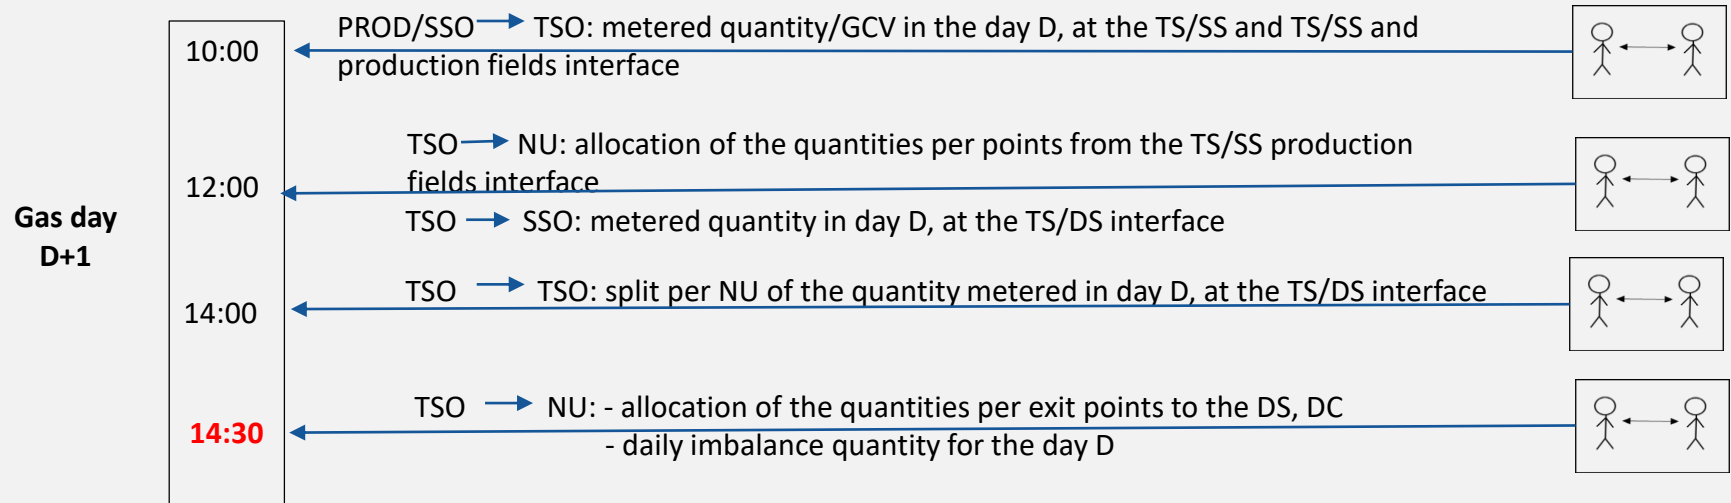 PROD/SSO TSO: metered quantity/GCV in the day D, at the TS/SS and TS/SS and
10:00
production fields interface
TSO NU: allocation of the quantities per points from the TS/SS production
fields interface
12:00
TSO SSO: metered quantity in day D, at the TS/DS interface
Gas day
D+1
TSO TSO: split per NU of the quantity metered in day D, at the TS/DS interface
14:00
TSO NU: - allocation of the quantities per exit points to the DS, DC
14:30
- daily imbalance quantity for the day D